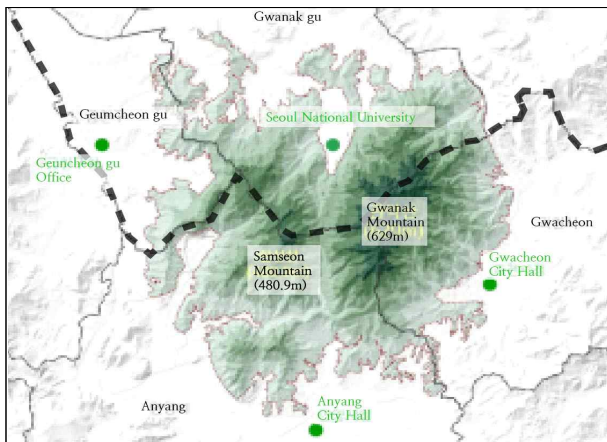 Gwanak gu
Geumcheon gu
Seoul National University
Geuncheon gu
Office
Gwanak
Mountain
(629m)
Gwacheon
Samseon
Mountain
(480.9m)
Gwacheon
City Hall
Anyang
Anyang
City Hall